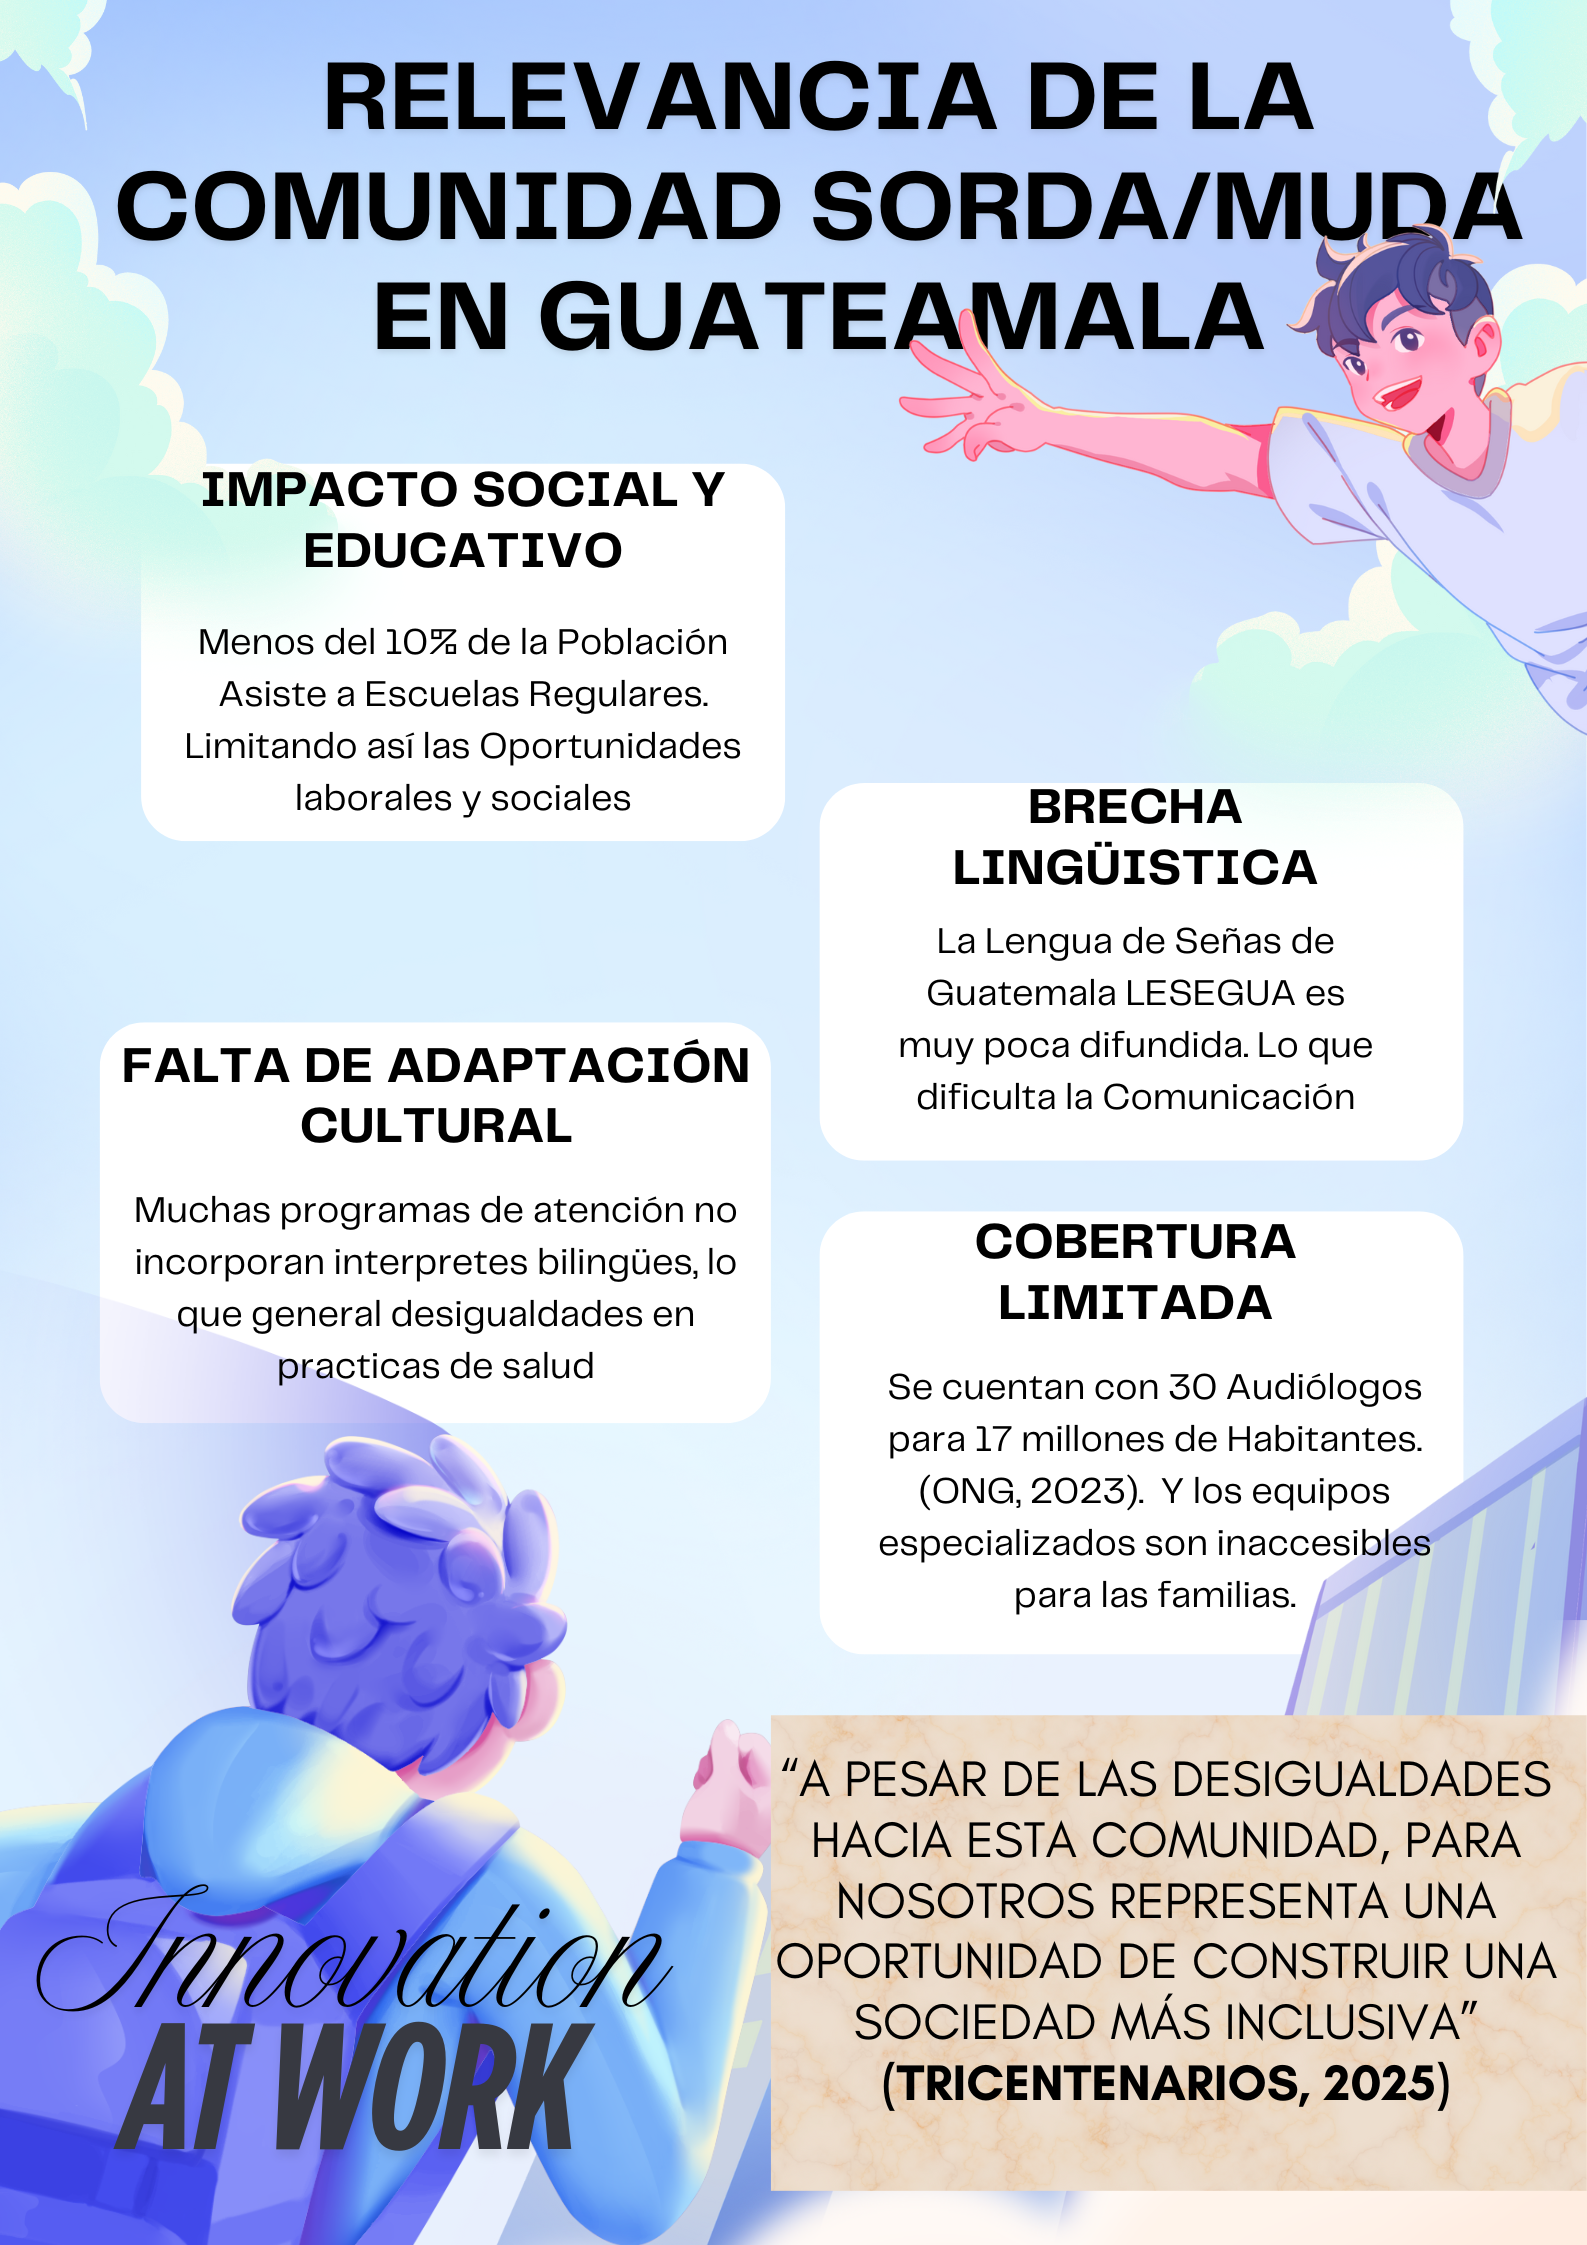 RELEVANCIA DE LA
COMUNIDAD SORDA/MUDA
EN GUATEAMALA
IMPACTO SOCIAL Y
EDUCATIVO
Menos del 10% de la Población
Asiste a Escuelas Regulares.
Limitando así las Oportunidades
laborales y sociales
BRECHA
LINGÜISTICA
La Lengua de Señas de
Guatemala LESEGUA es
muy poca difundida. Lo que
dificulta la Comunicación
FALTA DE ADAPTACIÓN
CULTURAL
Muchas programas de atención no
incorporan interpretes bilingües, lo
que general desigualdades en
practicas de salud
COBERTURA
LIMITADA
Se cuentan con 30 Audiólogos
para 17 millones de Habitantes.
(ONG, 2023).  Y los equipos
especializados son inaccesibles
para las familias.
“A PESAR DE LAS DESIGUALDADES
HACIA ESTA COMUNIDAD, PARA
NOSOTROS REPRESENTA UNA
OPORTUNIDAD DE CONSTRUIR UNA
SOCIEDAD MÁS INCLUSIVA”
(TRICENTENARIOS, 2025)
Innovation
AT WORK